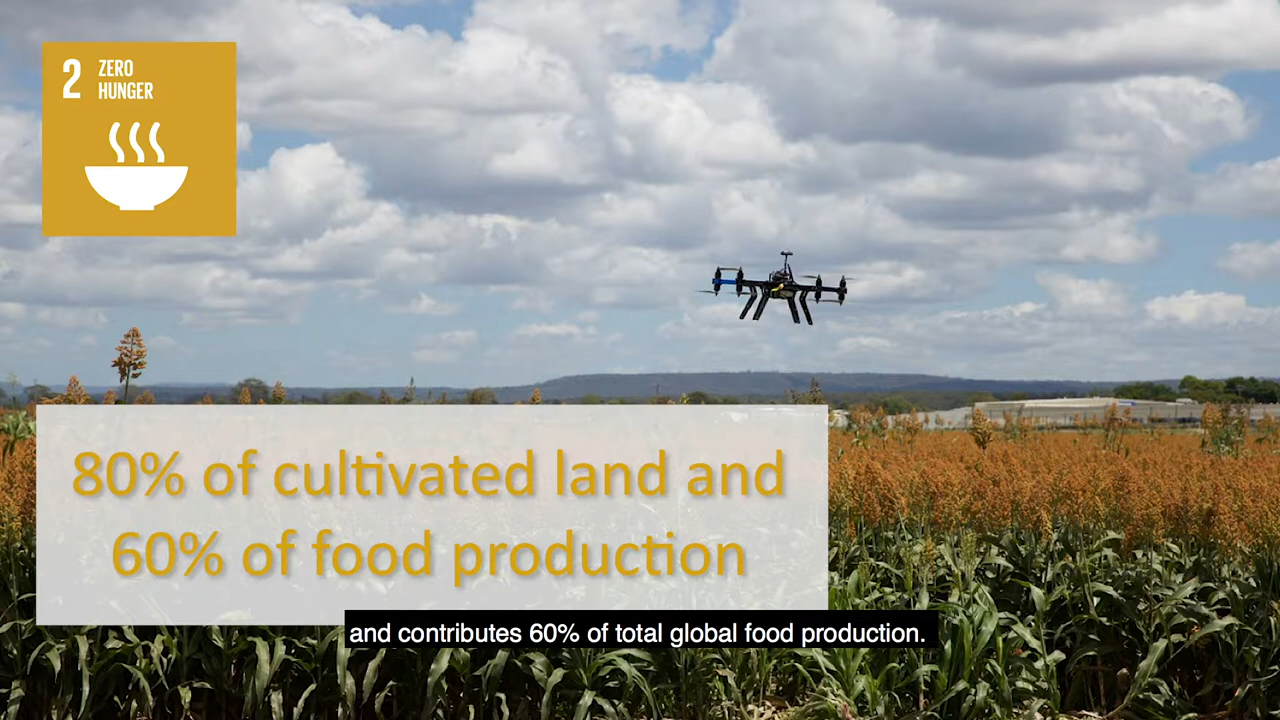 2 ZERO
HUNGER
80% of cultivated land and
60% of food production
and contributes 60% of total global food production.